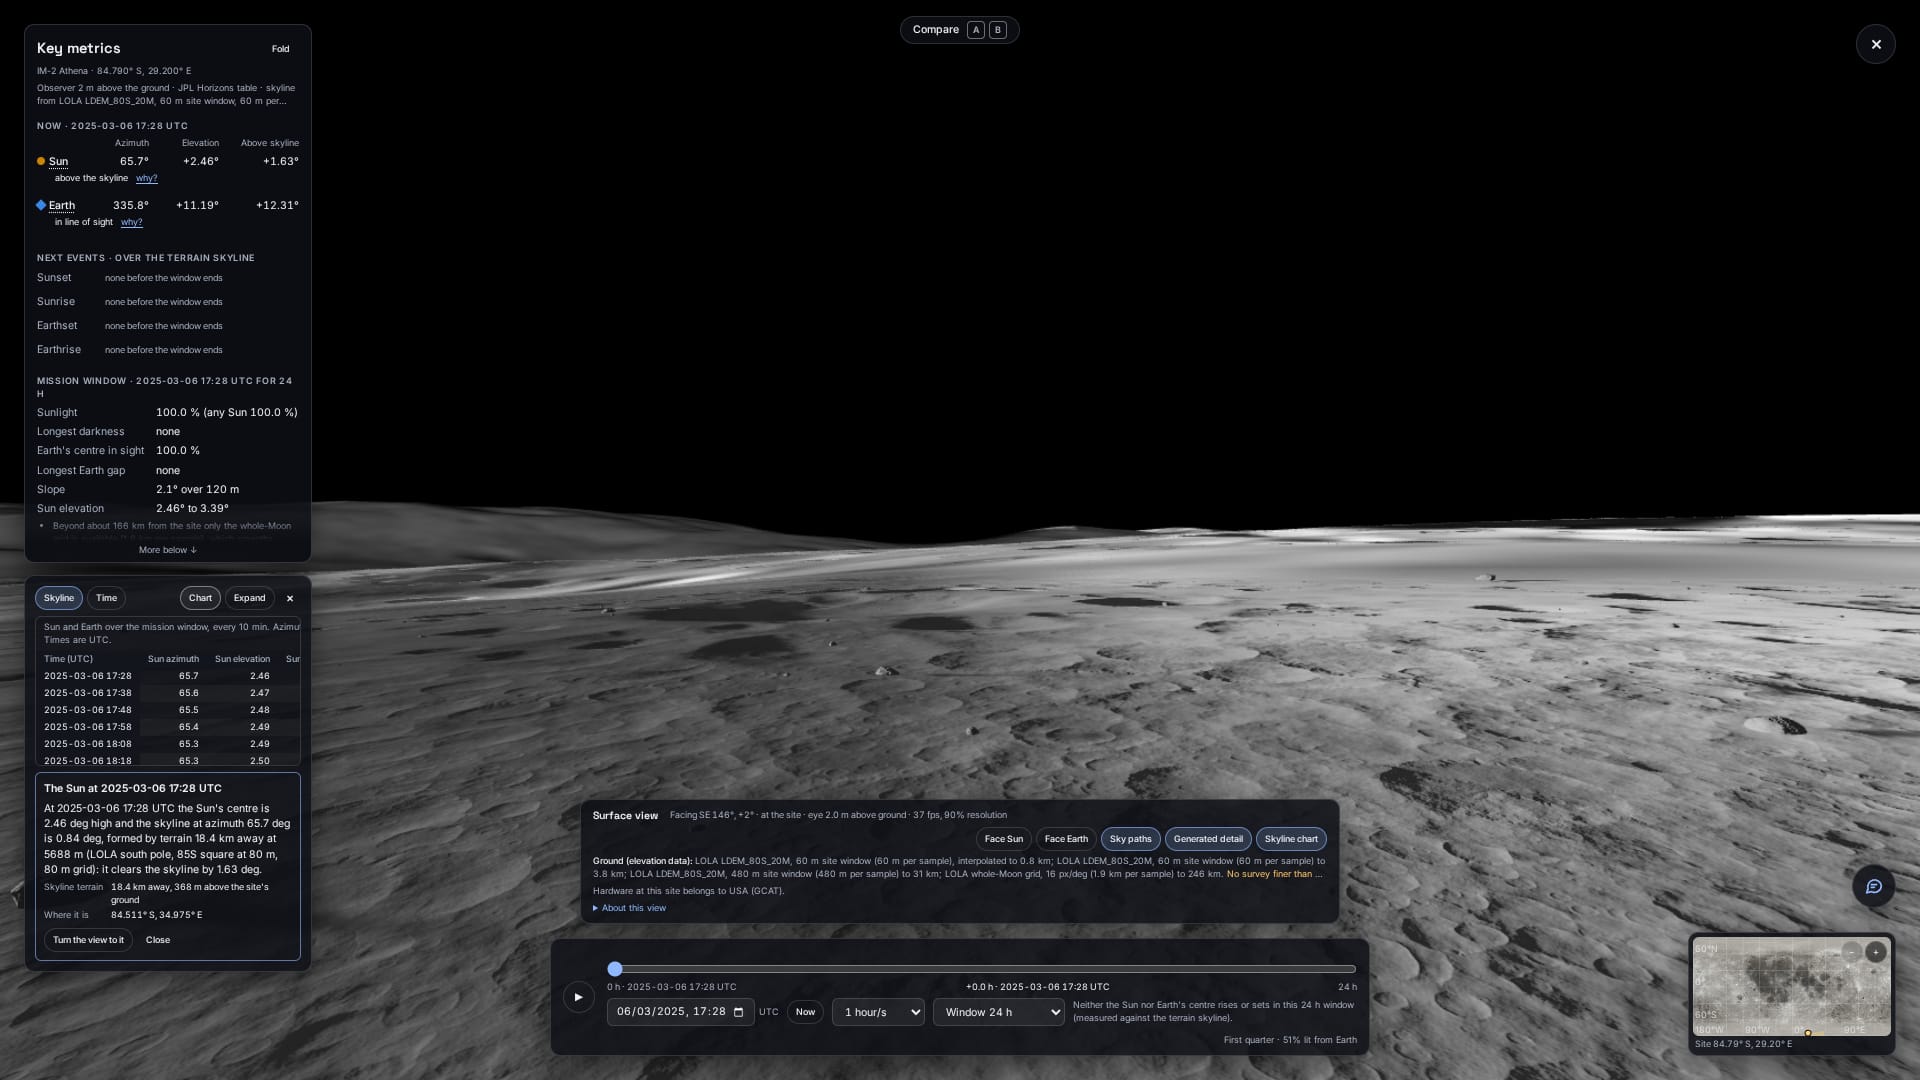 Compare A B
Key metrics Fold
IM-2 Athena · 84.790° S, 29.200° E
Observer 2 m above the ground · JPL Horizons table · skyline
from LOLA LDEM_80S_20M, 60 m site window, 60 m per...
NOW · 2025-03-06 17:28 UTC
Azimuth Elevation Above skyline
Sun 65.7° +2.46° +1.63°
above the skyline why?
Earth 335.8° +11.19° +12.31°
in line of sight why?
NEXT EVENTS · OVER THE TERRAIN SKYLINE
Sunset none before the window ends
Sunrise none before the window ends
Earthset none before the window ends
Earthrise none before the window ends
MISSION WINDOW · 2025-03-06 17:28 UTC FOR 24
H
Sunlight 100.0 % (any Sun 100.0 %)
Longest darkness none
Earth's centre in sight 100.0 %
Longest Earth gap none
Slope 2.1° over 120 m
Sun elevation 2.46° to 3.39°
• Beyond about 166 km from the site only the whole-Moon
More below ↓
Skyline Time Chart Expand ×
Sun and Earth over the mission window, every 10 min.
Times are UTC.
Time (UTC) Sun azimuth Sun elevation
2025-03-06 17:28 65.7 2.46
2025-03-06 17:38 65.6 2.47
2025-03-06 17:48 65.5 2.48
2025-03-06 17:58 65.4 2.49
2025-03-06 18:08 65.3 2.49
2025-03-06 18:18 65.3 2.50
The Sun at 2025-03-06 17:28 UTC
At 2025-03-06 17:28 UTC the Sun's centre is
2.46 deg high and the skyline at azimuth 65.7 deg
is 0.84 deg, formed by terrain 18.4 km away at
5688 m (LOLA south pole, 85S square at 80 m,
80 m grid): it clears the skyline by 1.63 deg.
Skyline terrain 18.4 km away, 368 m above the site's
ground
Where it is 84.511° S, 34.975° E
Turn the view to it Close
Surface view Facing SE 146°, +2° · at the site · eye 2.0 m above ground · 37 fps, 90% resolution
Face Sun Face Earth Sky paths Generated detail Skyline chart
Ground (elevation data): LOLA LDEM_80S_20M, 60 m site window (60 m per sample), interpolated to 0.8 km; LOLA LDEM_80S_20M, 60 m site window (60 m per sample) to
3.8 km; LOLA LDEM_80S_20M, 480 m site window (480 m per sample) to 31 km; LOLA whole-Moon grid, 16 px/deg (1.9 km per sample) to 246 km. No survey finer than ...
Hardware at this site belongs to USA (GCAT).
▶ About this view
0 h · 2025-03-06 17:28 UTC +0.0 h · 2025-03-06 17:28 UTC 24 h
06/03/2025, 17:28 UTC Now 1 hour/s Window 24 h
Neither the Sun nor Earth's centre rises or sets in this 24 h window
(measured against the terrain skyline).
First quarter · 51% lit from Earth
60°N
0°
60°S
180°W 90°W 0° 90°E
Site 84.79° S, 29.20° E